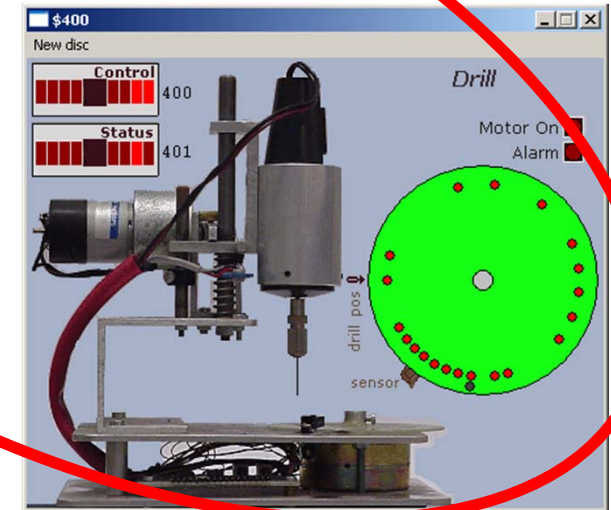 $400
New disc
Control
400
Status
401
Drill
Motor On
Alarm
drill pos
sensor